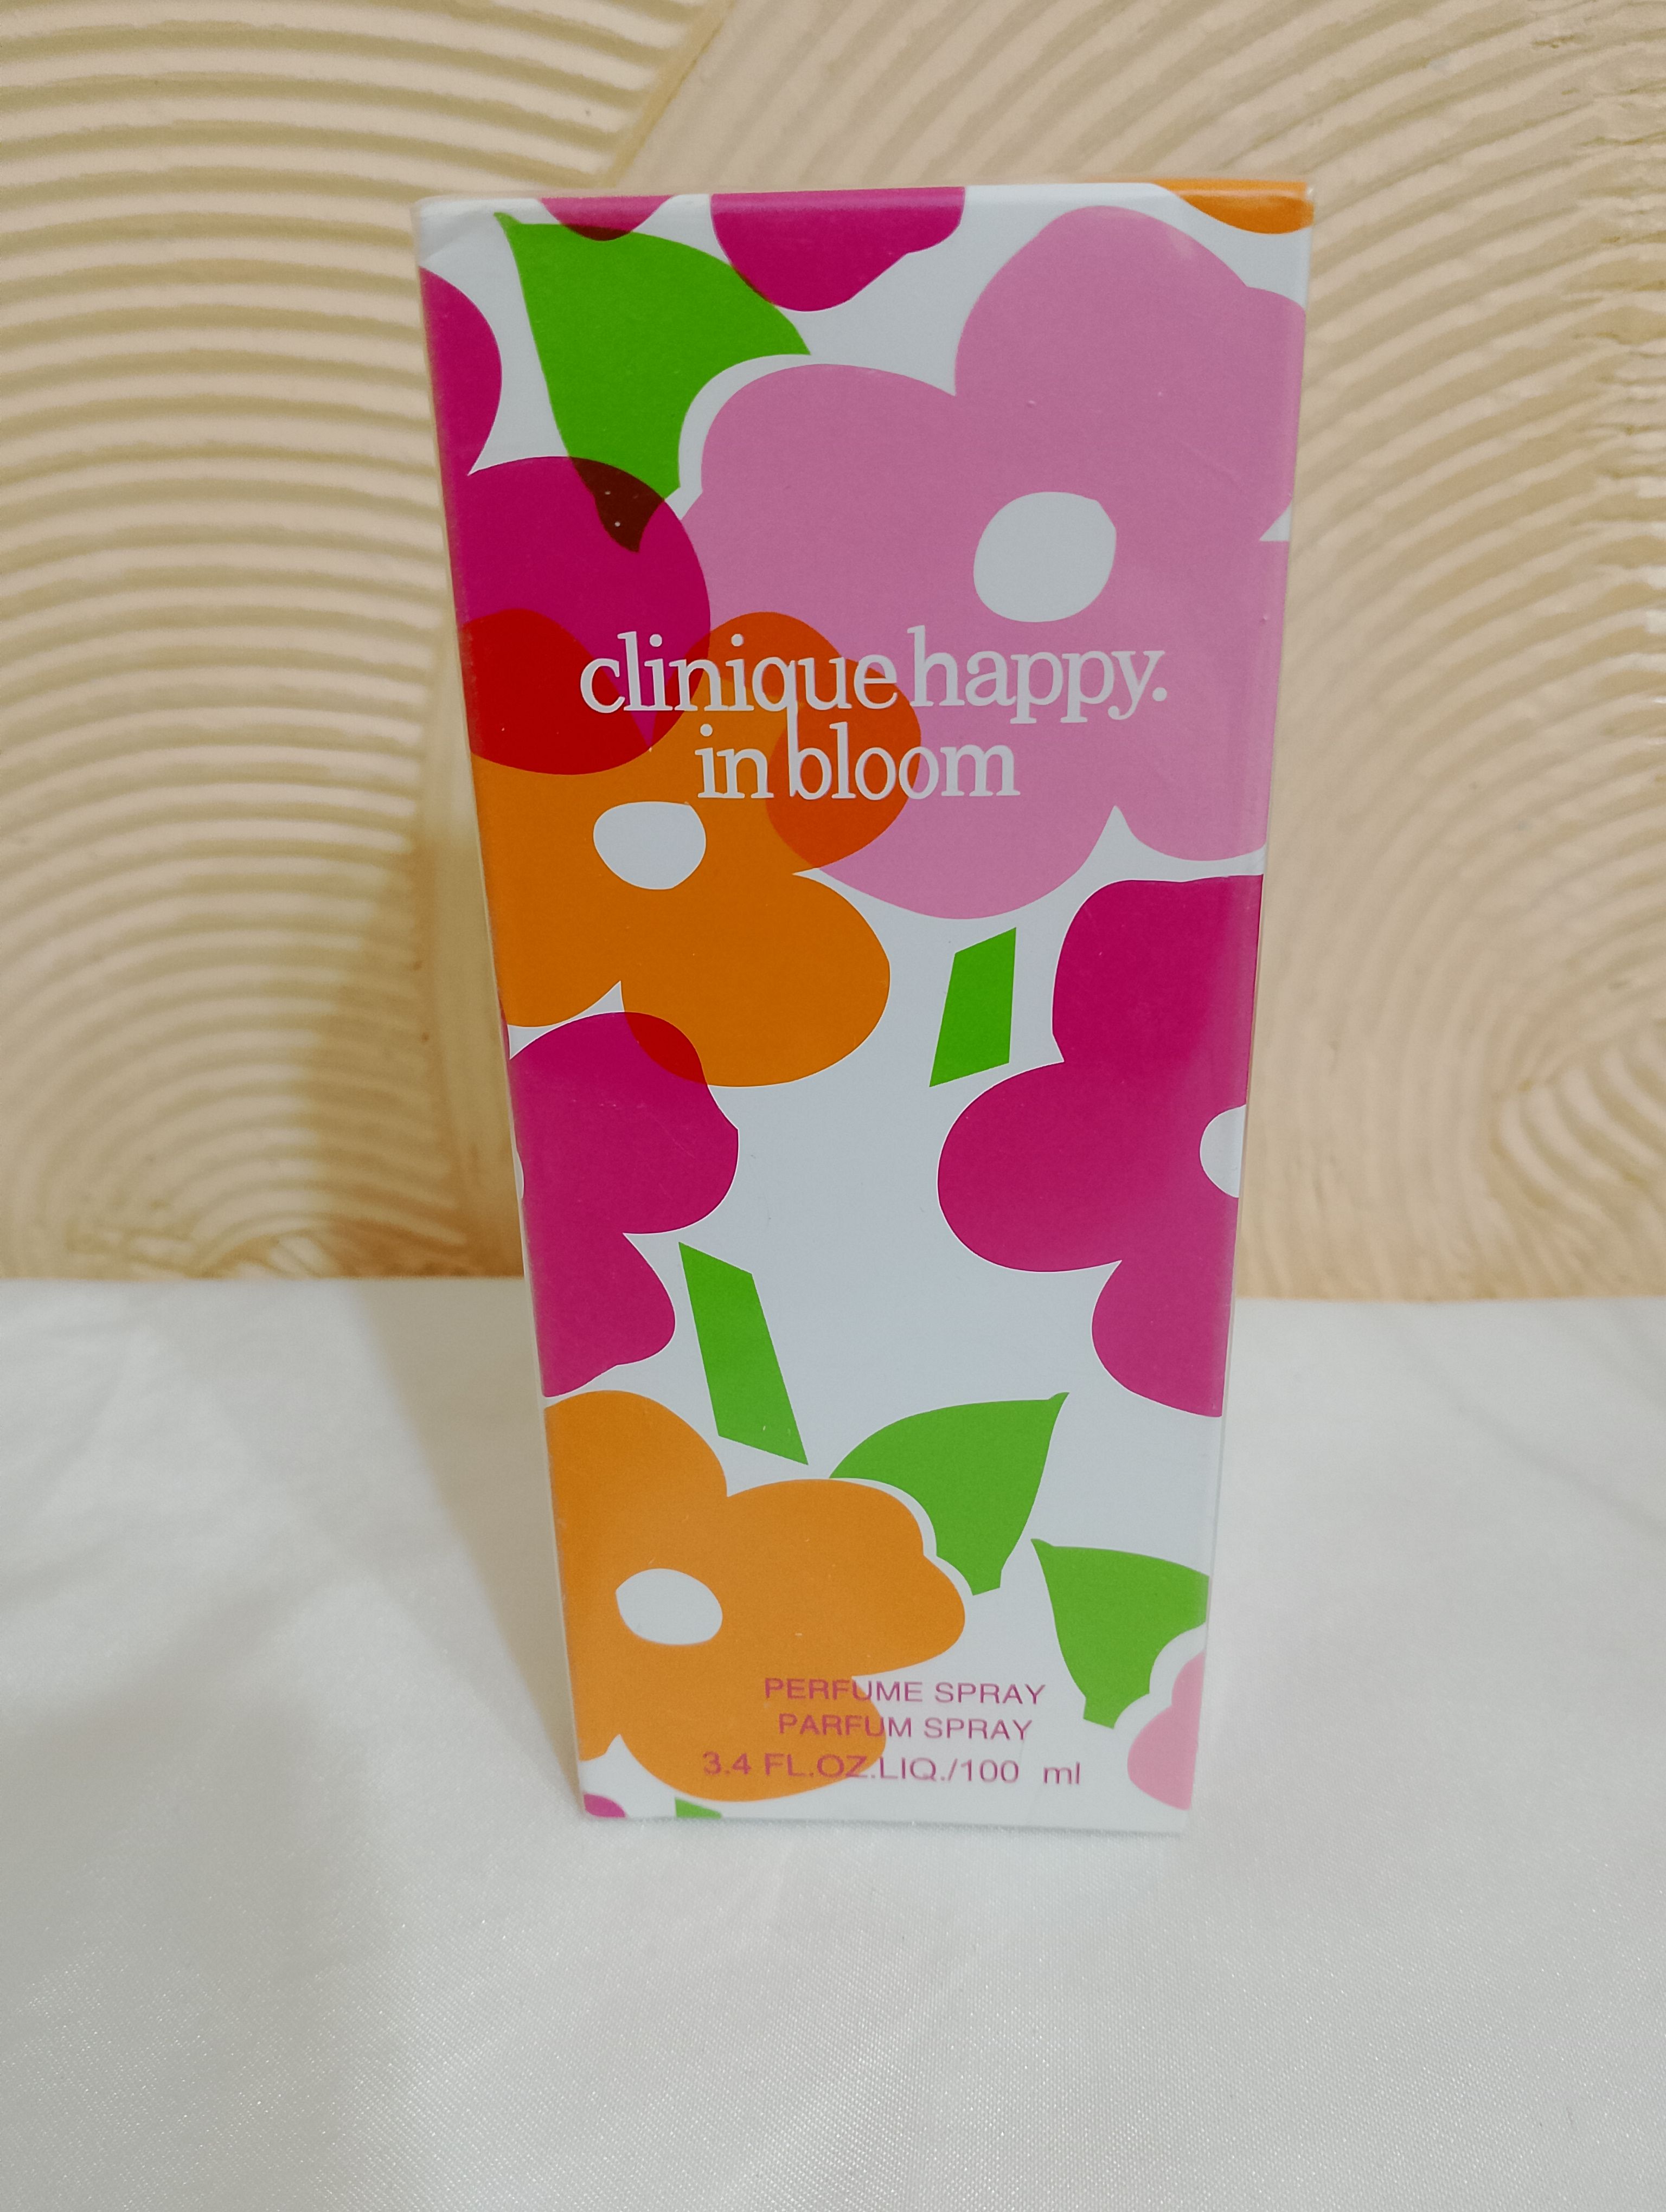 clinique happy.
in bloom
PERFUME SPRAY
PARFUM SPRAY
3.4 FL.OZ.LIQ./100 ml